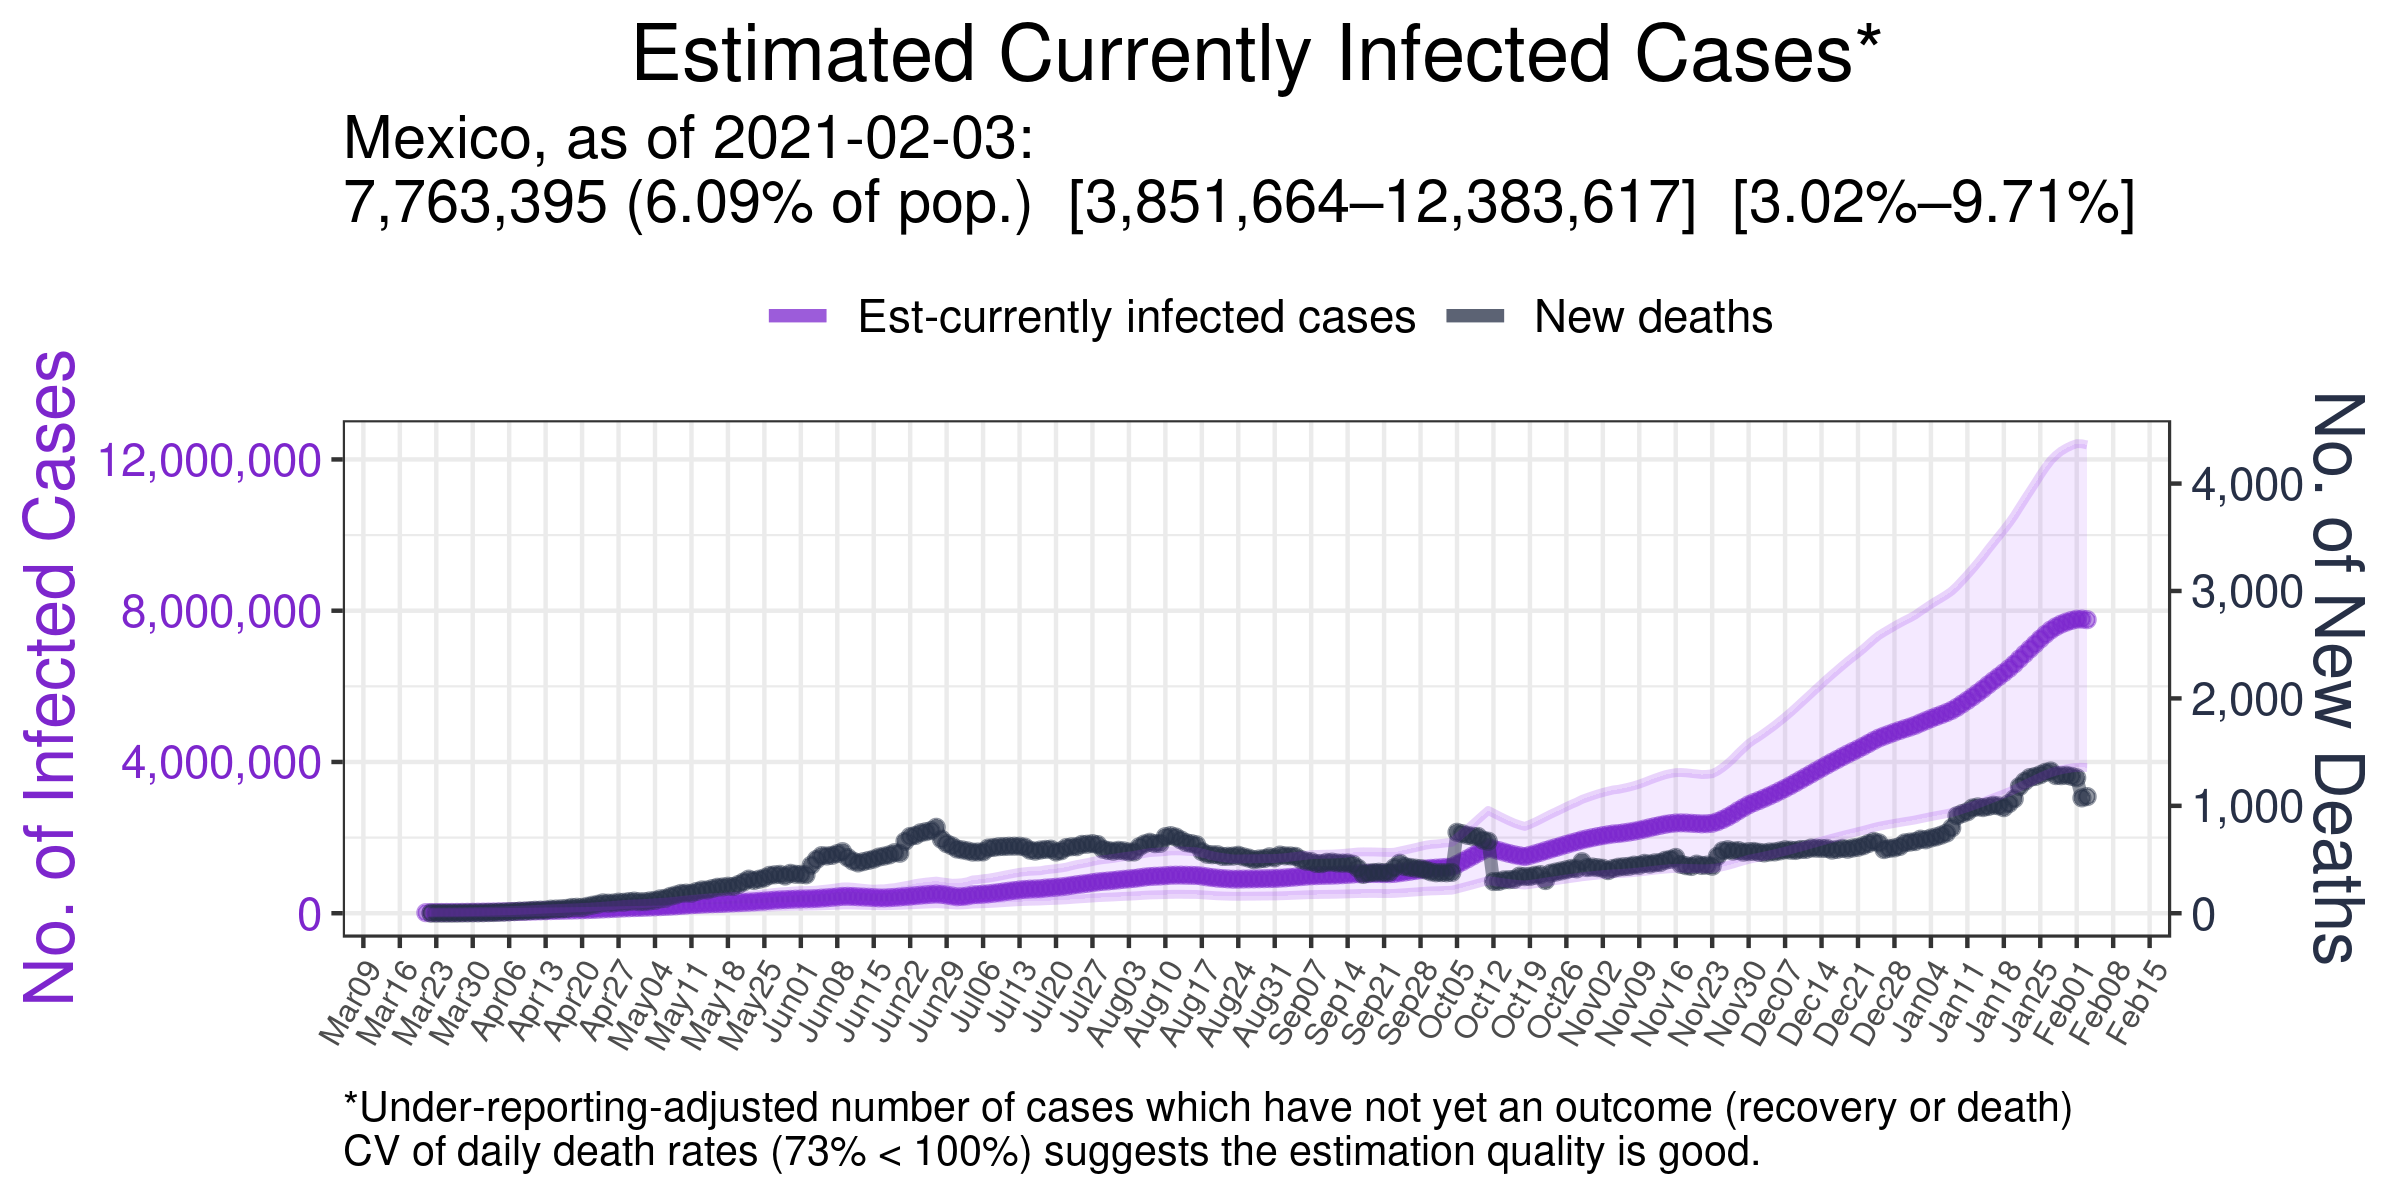 Estimated Currently Infected Cases*
Mexico, as of 2021-02-03:
7,763,395 (6.09% of pop.) [3,851,664–12,383,617] [3.02%–9.71%]
Est-currently infected cases New deaths
No. of Infected Cases
12,000,000
8,000,000
4,000,000
0
4,000
3,000
2,000
1,000
0
No. of New Deaths
Mar09 Mar16 Mar23 Mar30 Apr06 Apr13 Apr20 Apr27 May04 May11 May18 May25 Jun01 Jun08 Jun15 Jun22 Jun29 Jul06 Jul13 Jul20 Jul27 Aug03 Aug10 Aug17 Aug24 Aug31 Sep07 Sep14 Sep21 Sep28 Oct05 Oct12 Oct19 Oct26 Nov02 Nov09 Nov16 Nov23 Nov30 Dec07 Dec14 Dec21 Dec28 Jan04 Jan11 Jan18 Jan25 Feb01 Feb08 Feb15
*Under-reporting-adjusted number of cases which have not yet an outcome (recovery or death)
CV of daily death rates (73% < 100%) suggests the estimation quality is good.